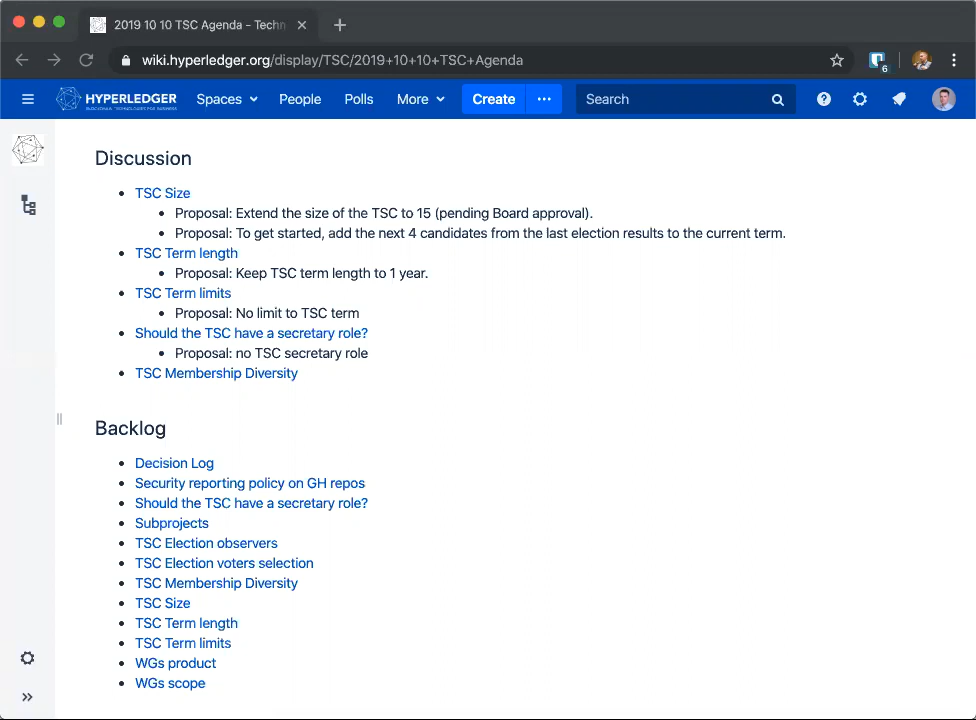 2019 10 10 TSC Agenda - Techn
wiki.hyperledger.org/display/TSC/2019+10+10+TSC+Agenda
6
HYPERLEDGER
BLOCKCHAIN TECHNOLOGIES FOR BUSINESS
Spaces
People
Polls
More
Create
Search
Discussion
TSC Size
Proposal: Extend the size of the TSC to 15 (pending Board approval).
Proposal: To get started, add the next 4 candidates from the last election results to the current term.
TSC Term length
Proposal: Keep TSC term length to 1 year.
TSC Term limits
Proposal: No limit to TSC term
Should the TSC have a secretary role?
Proposal: no TSC secretary role
TSC Membership Diversity
Backlog
Decision Log
Security reporting policy on GH repos
Should the TSC have a secretary role?
Subprojects
TSC Election observers
TSC Election voters selection
TSC Membership Diversity
TSC Size
TSC Term length
TSC Term limits
WGs product
WGs scope